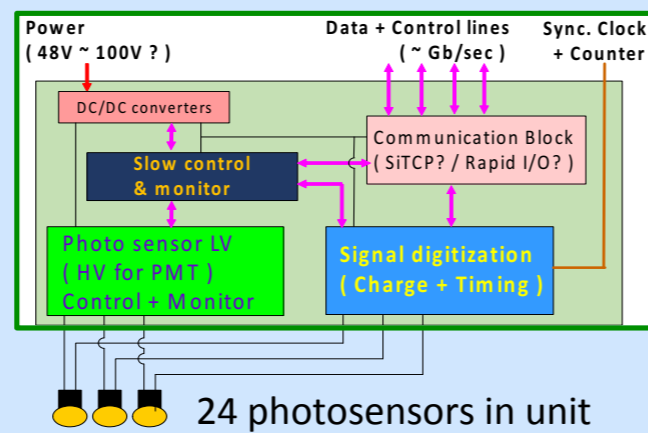 Power
( 48V ~ 100V ? )
Data + Control lines
( ~ Gb/sec )
Sync. Clock
+ Counter
DC/DC converters
Communication Block
( SiTCP? / Rapid I/O? )
Slow control
& monitor
Photo sensor LV
( HV for PMT )
Control + Monitor
Signal digitization
( Charge + Timing )
24 photosensors in unit